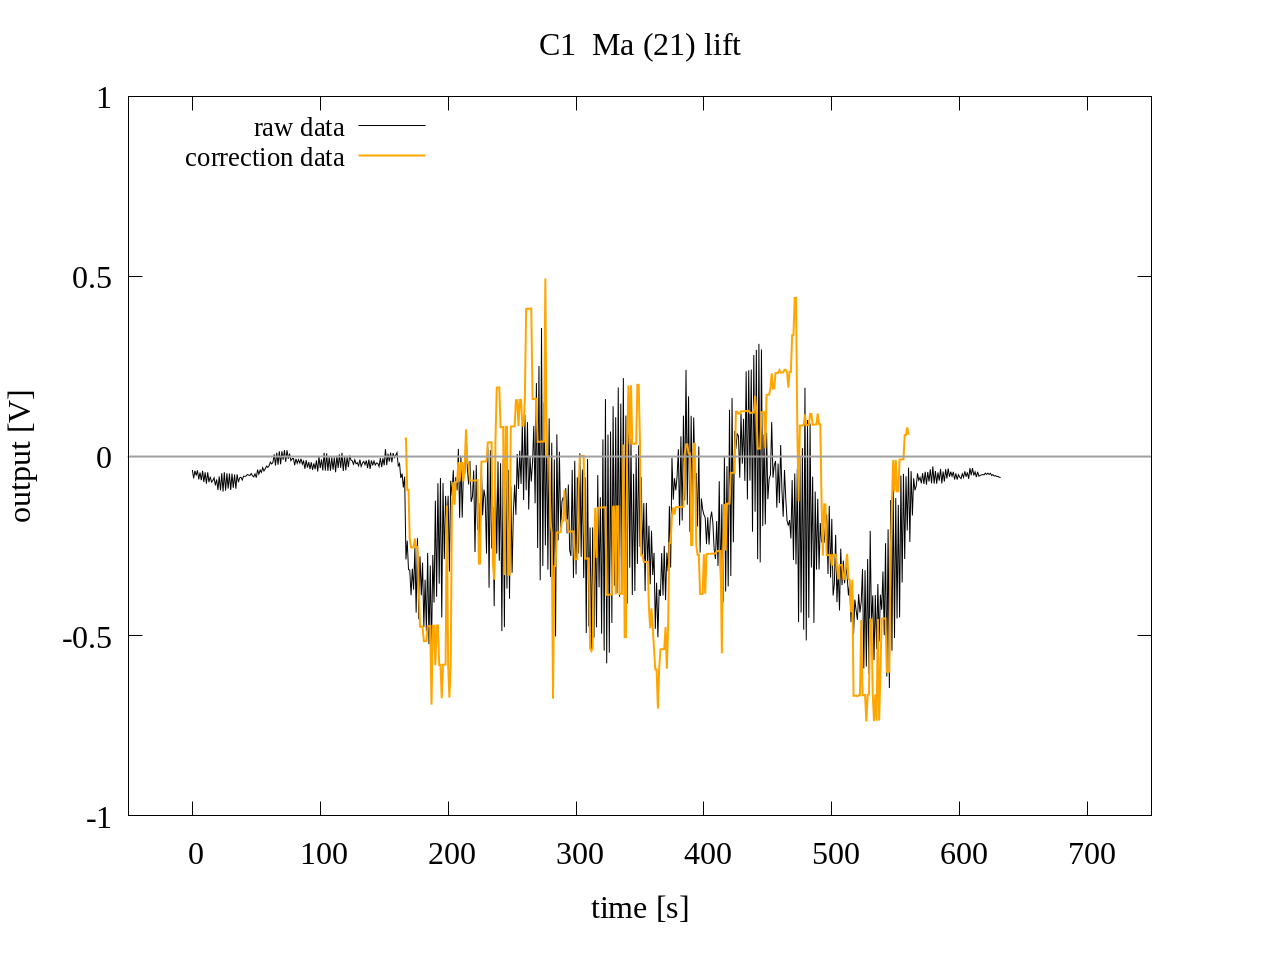 C1  Ma (21) lift
1
raw data
correction data
0.5
0
output [V]
-0.5
-1
0 100 200 300 400 500 600 700
time [s]